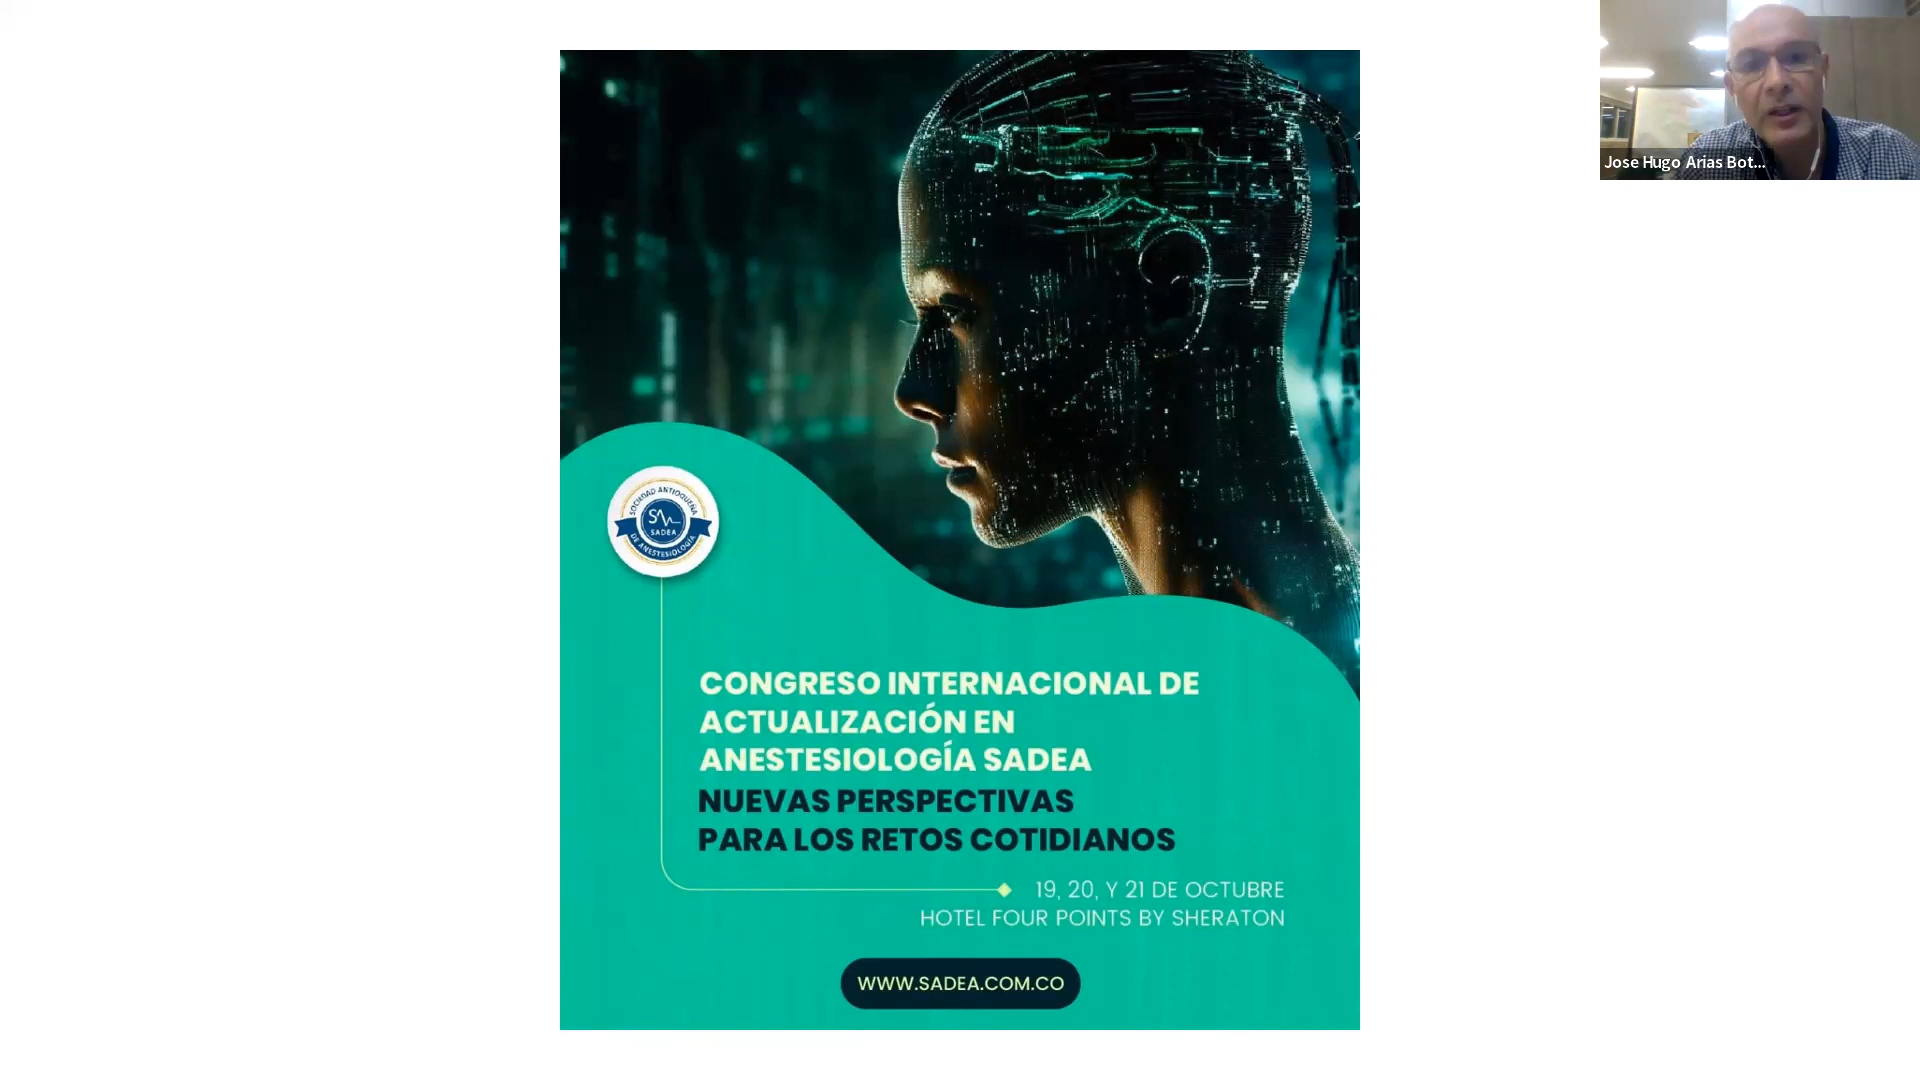 Jose Hugo Arias Bot...
SOCIEDAD ANTIOQUEÑA
SADEA
DE ANESTESIOLOGÍA
CONGRESO INTERNACIONAL DE
ACTUALIZACIÓN EN
ANESTESIOLOGÍA SADEA
NUEVAS PERSPECTIVAS
PARA LOS RETOS COTIDIANOS
19, 20, Y 21 DE OCTUBRE
HOTEL FOUR POINTS BY SHERATON
WWW.SADEA.COM.CO